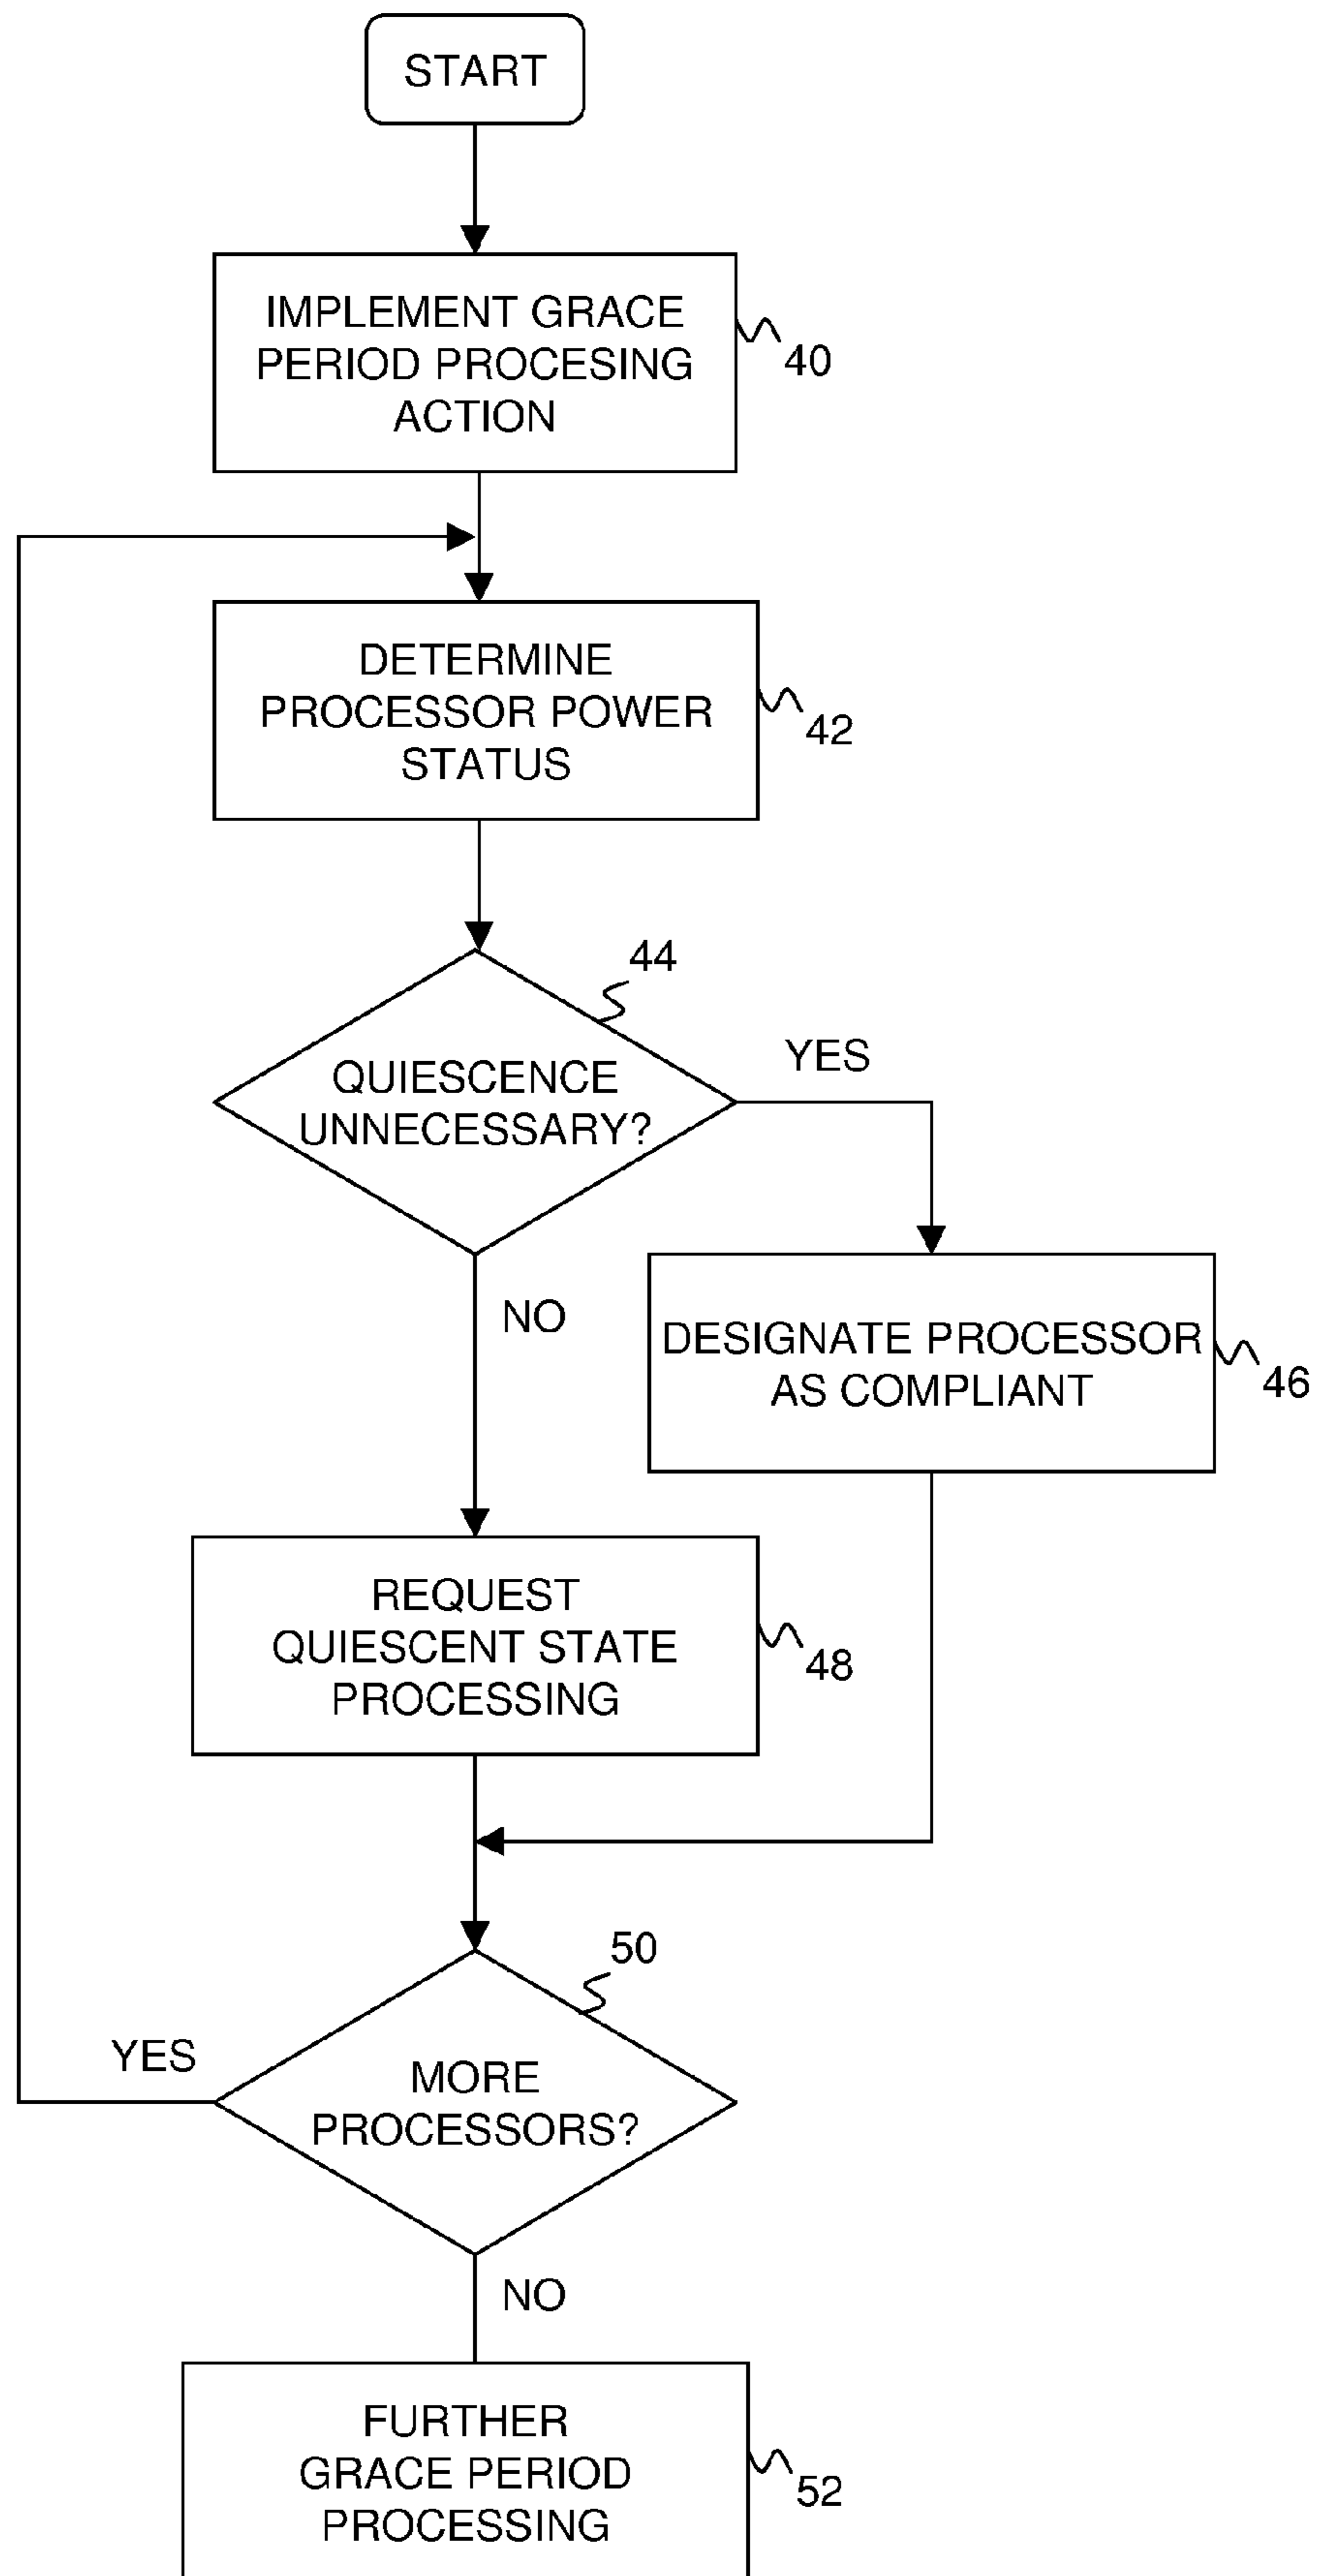 START
IMPLEMENT GRACE
PERIOD PROCESING
ACTION
40
DETERMINE
PROCESSOR POWER
STATUS
42
44
QUIESCENCE
UNNECESSARY?
YES
NO
DESIGNATE PROCESSOR
AS COMPLIANT
46
REQUEST
QUIESCENT STATE
PROCESSING
48
50
MORE
PROCESSORS?
YES
NO
FURTHER
GRACE PERIOD
PROCESSING
52